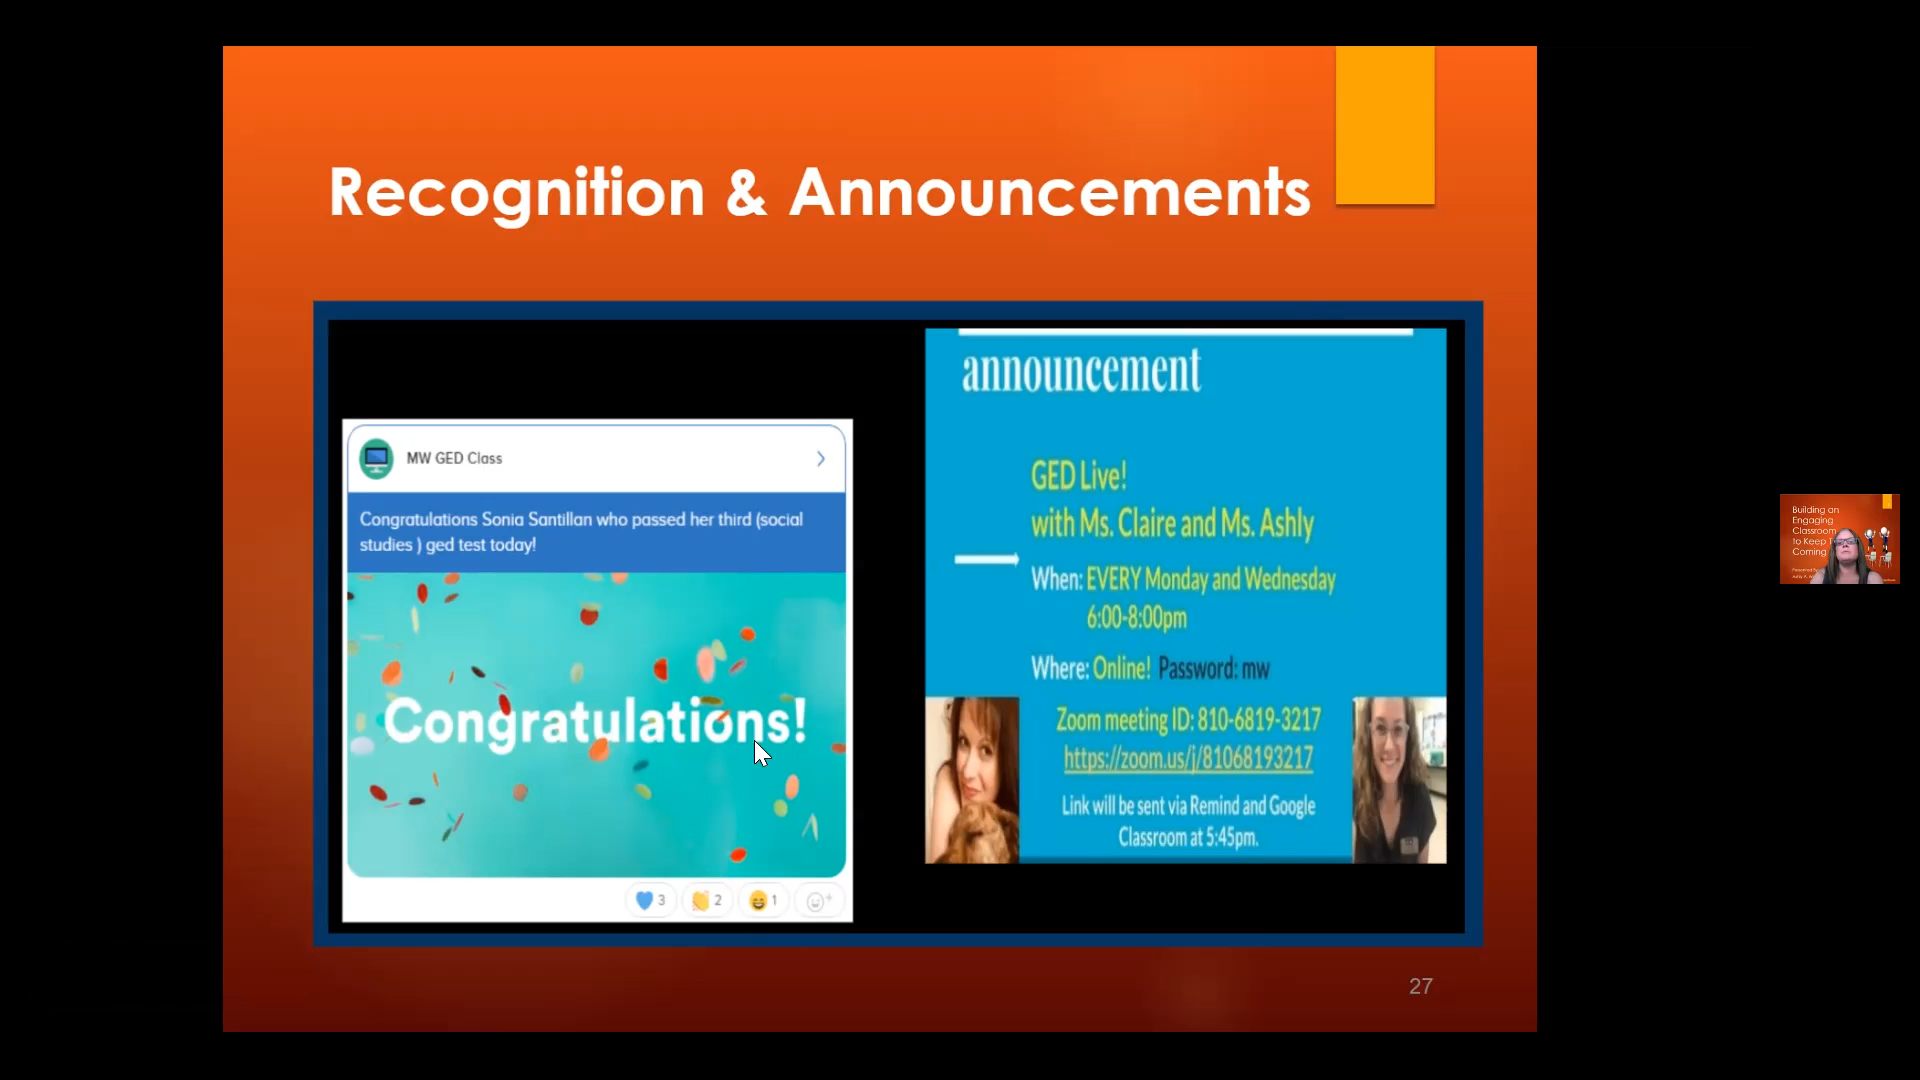 Recognition & Announcements
MW GED Class
Congratulations Sonia Santillan who passed her third (social
studies ) ged test today!
Congratulations!
3
2
1
announcement
GED Live!
with Ms. Claire and Ms. Ashly
When: EVERY Monday and Wednesday
6:00-8:00pm
Where: Online! Password: mw
Zoom meeting ID: 810-6819-3217
https://zoom.us/j/81068193217
Link will be sent via Remind and Google
Classroom at 5:45pm.
27
Building an
Engaging
Classroom
to Keep
Coming